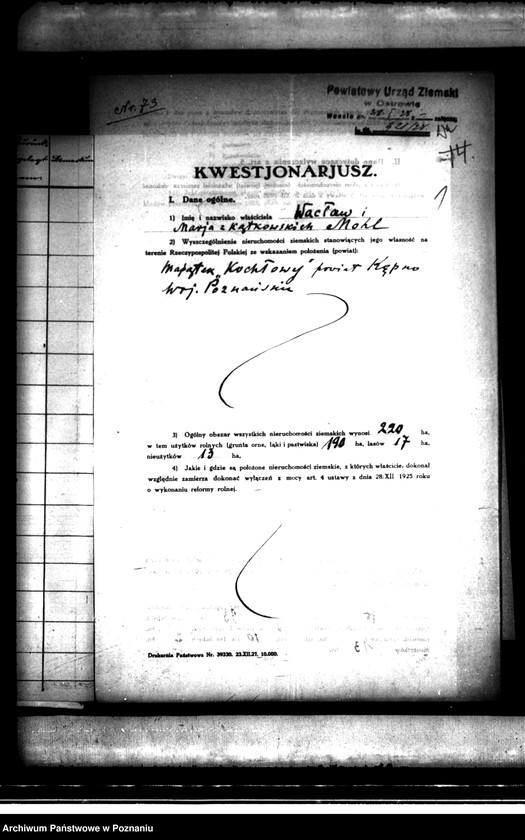 Nr. 73
Powiatowy Urząd Ziemski
w Ostrowie
KWESTJONARJUSZ.
I. Dane ogólne.
1) Imię i nazwisko właściciela Wacław i
Marja z Kątkowskich Mohl
2) Wyszczególnienie nieruchomości ziemskich stanowiących jego własność na
terenie Rzeczypospolitej Polskiej ze wskazaniem położenia (powiat):
Majątek „Kochłowy" powiat Kępno
woj. Poznańskie
3) Ogólny obszar wszystkich nieruchomości ziemskich wynosi 220 ha,
w tem użytków rolnych (grunta orne, łąki i pastwiska) 190 ha, lasów 17 ha,
nieużytków 13 ha,
4) Jakie i gdzie są położone nieruchomości ziemskie, z których właściciel dokonał
względnie zamierza dokonać wyłączeń z mocy art. 4 ustawy z dnia 28.XII 1925 roku
o wykonaniu reformy rolnej.
Drukarnia Państwowa Nr. 39330. 23.XII.27. 10.000.
Archiwum Państwowe w Poznaniu